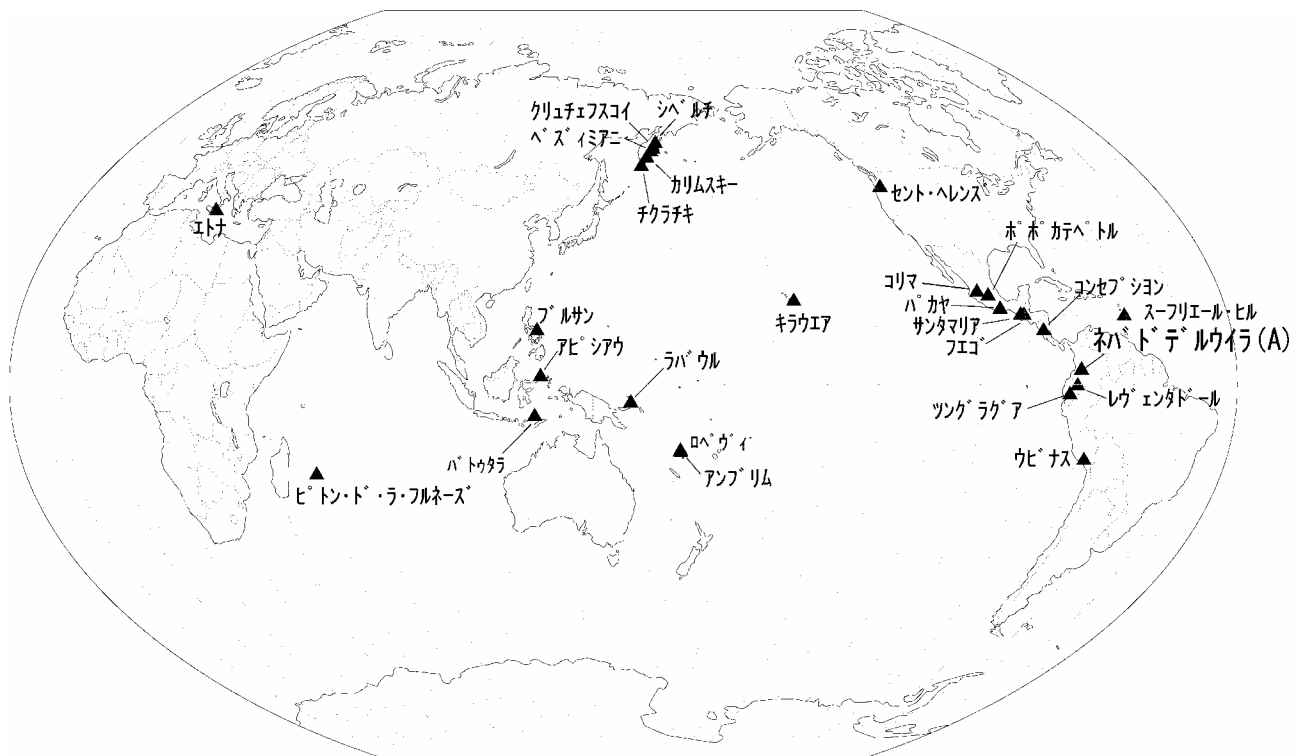 クリュチェフスコイ
シベルチ
ベズィミアニ
カリムスキー
チクラチキ
セント・ヘレンズ
エトナ
ポポカテペトル
コリマ
コンセプション
パカヤ
スーフリエール・ヒル
サンタマリア
キラウエア
フエゴ
ブルサン
ネバドデルウイラ(A)
アピシアウ
ラバウル
レヴェンダドール
ツングラグア
ロペヴィ
バトゥタラ
ウビナス
アンブリム
ピトン・ド・ラ・フルネーズ